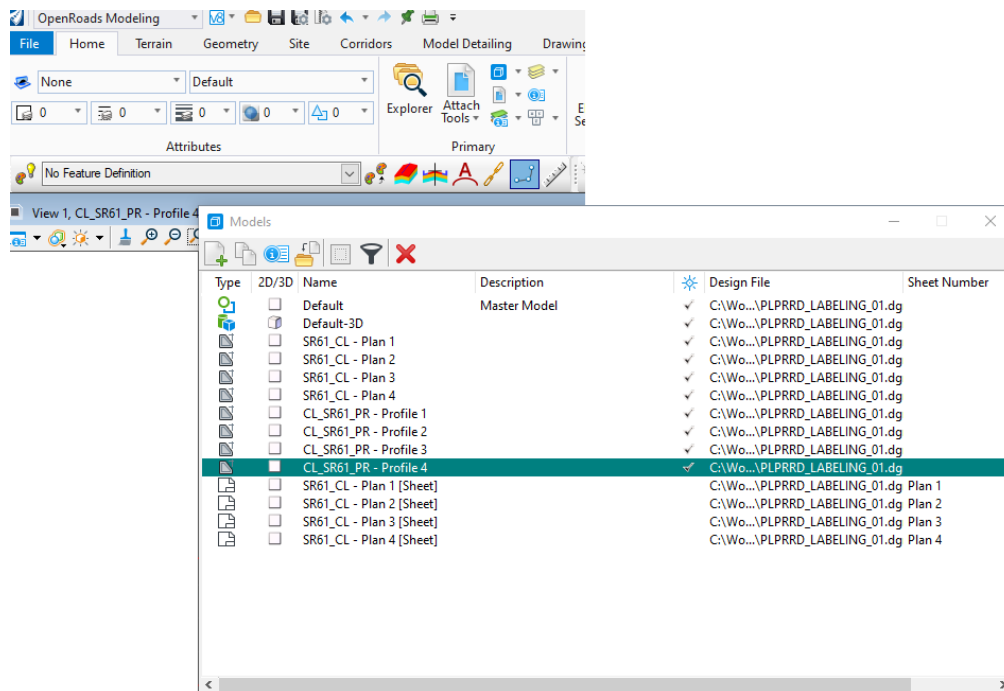 OpenRoads Modeling
File Home Terrain Geometry Site Corridors Model Detailing
None Default
0 0 0 0 0
Explorer Attach Tools
Attributes Primary
No Feature Definition
View 1, CL_SR61_PR - Profile 4
Models
Type 2D/3D Name Description Design File Sheet Number
Default Master Model C:\Wo...\PLPRRD_LABELING_01.dg
Default-3D C:\Wo...\PLPRRD_LABELING_01.dg
SR61_CL - Plan 1 C:\Wo...\PLPRRD_LABELING_01.dg
SR61_CL - Plan 2 C:\Wo...\PLPRRD_LABELING_01.dg
SR61_CL - Plan 3 C:\Wo...\PLPRRD_LABELING_01.dg
SR61_CL - Plan 4 C:\Wo...\PLPRRD_LABELING_01.dg
CL_SR61_PR - Profile 1 C:\Wo...\PLPRRD_LABELING_01.dg
CL_SR61_PR - Profile 2 C:\Wo...\PLPRRD_LABELING_01.dg
CL_SR61_PR - Profile 3 C:\Wo...\PLPRRD_LABELING_01.dg
CL_SR61_PR - Profile 4 C:\Wo...\PLPRRD_LABELING_01.dg
SR61_CL - Plan 1 [Sheet] C:\Wo...\PLPRRD_LABELING_01.dg Plan 1
SR61_CL - Plan 2 [Sheet] C:\Wo...\PLPRRD_LABELING_01.dg Plan 2
SR61_CL - Plan 3 [Sheet] C:\Wo...\PLPRRD_LABELING_01.dg Plan 3
SR61_CL - Plan 4 [Sheet] C:\Wo...\PLPRRD_LABELING_01.dg Plan 4